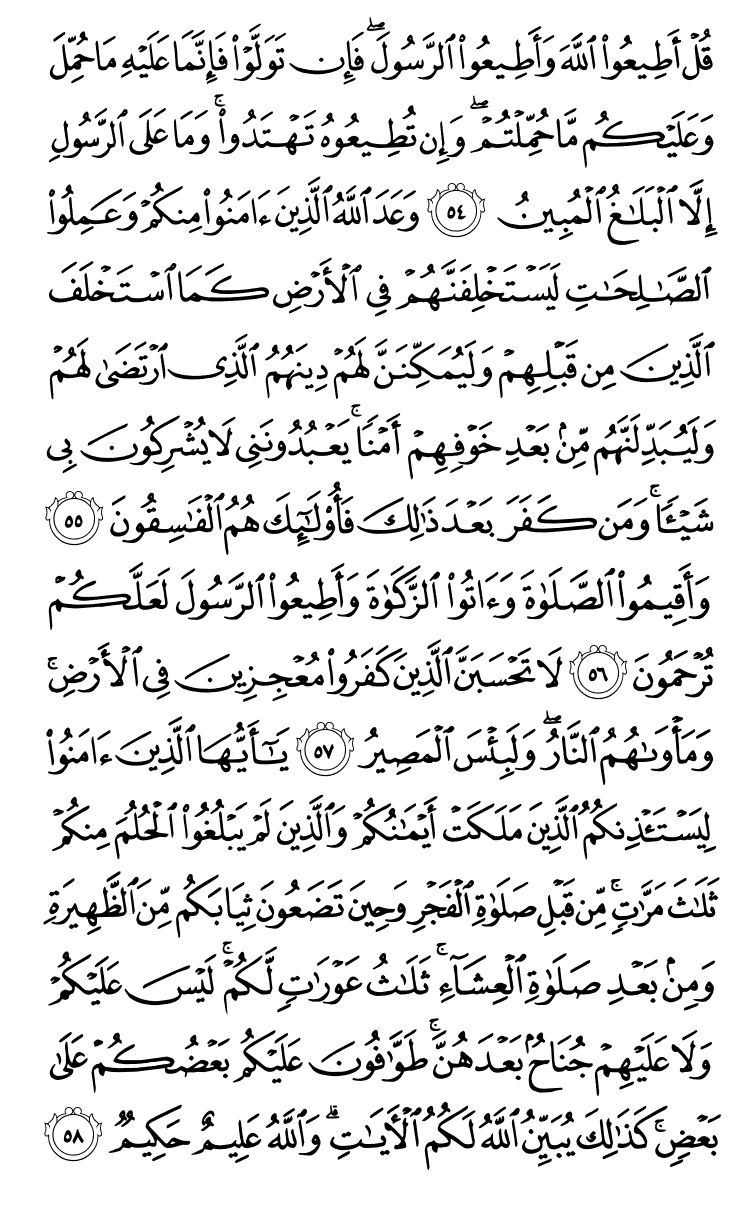 قُلۡ أَطِيعُواْ ٱللَّهَ وَأَطِيعُواْ ٱلرَّسُولَۖ فَإِن تَوَلَّوۡاْ فَإِنَّمَا عَلَيۡهِ مَا حُمِّلَ
وَعَلَيۡكُم مَّا حُمِّلۡتُمۡۖ وَإِن تُطِيعُوهُ تَهۡتَدُواْۚ وَمَا عَلَى ٱلرَّسُولِ
إِلَّا ٱلۡبَلَٰغُ ٱلۡمُبِينُ ٥٤ وَعَدَ ٱللَّهُ ٱلَّذِينَ ءَامَنُواْ مِنكُمۡ وَعَمِلُواْ
ٱلصَّٰلِحَٰتِ لَيَسۡتَخۡلِفَنَّهُمۡ فِي ٱلۡأَرۡضِ كَمَا ٱسۡتَخۡلَفَ
ٱلَّذِينَ مِن قَبۡلِهِمۡ وَلَيُمَكِّنَنَّ لَهُمۡ دِينَهُمُ ٱلَّذِي ٱرۡتَضَىٰ لَهُمۡ
وَلَيُبَدِّلَنَّهُم مِّنۢ بَعۡدِ خَوۡفِهِمۡ أَمۡنٗاۚ يَعۡبُدُونَنِي لَا يُشۡرِكُونَ بِي
شَيۡـٔٗاۚ وَمَن كَفَرَ بَعۡدَ ذَٰلِكَ فَأُوْلَٰٓئِكَ هُمُ ٱلۡفَٰسِقُونَ ٥٥
وَأَقِيمُواْ ٱلصَّلَوٰةَ وَءَاتُواْ ٱلزَّكَوٰةَ وَأَطِيعُواْ ٱلرَّسُولَ لَعَلَّكُمۡ
تُرۡحَمُونَ ٥٦ لَا تَحۡسَبَنَّ ٱلَّذِينَ كَفَرُواْ مُعۡجِزِينَ فِي ٱلۡأَرۡضِۚ
وَمَأۡوَىٰهُمُ ٱلنَّارُۖ وَلَبِئۡسَ ٱلۡمَصِيرُ ٥٧ يَٰٓأَيُّهَا ٱلَّذِينَ ءَامَنُواْ
لِيَسۡتَـٔۡذِنكُمُ ٱلَّذِينَ مَلَكَتۡ أَيۡمَٰنُكُمۡ وَٱلَّذِينَ لَمۡ يَبۡلُغُواْ ٱلۡحُلُمَ مِنكُمۡ
ثَلَٰثَ مَرَّٰتٖۚ مِّن قَبۡلِ صَلَوٰةِ ٱلۡفَجۡرِ وَحِينَ تَضَعُونَ ثِيَابَكُم مِّنَ ٱلظَّهِيرَةِ
وَمِنۢ بَعۡدِ صَلَوٰةِ ٱلۡعِشَآءِۚ ثَلَٰثُ عَوۡرَٰتٖ لَّكُمۡۚ لَيۡسَ عَلَيۡكُمۡ
وَلَا عَلَيۡهِمۡ جُنَاحُۢ بَعۡدَهُنَّۚ طَوَّٰفُونَ عَلَيۡكُم بَعۡضُكُمۡ عَلَىٰ
بَعۡضٖۚ كَذَٰلِكَ يُبَيِّنُ ٱللَّهُ لَكُمُ ٱلۡأٓيَٰتِۗ وَٱللَّهُ عَلِيمٌ حَكِيمٞ ٥٨